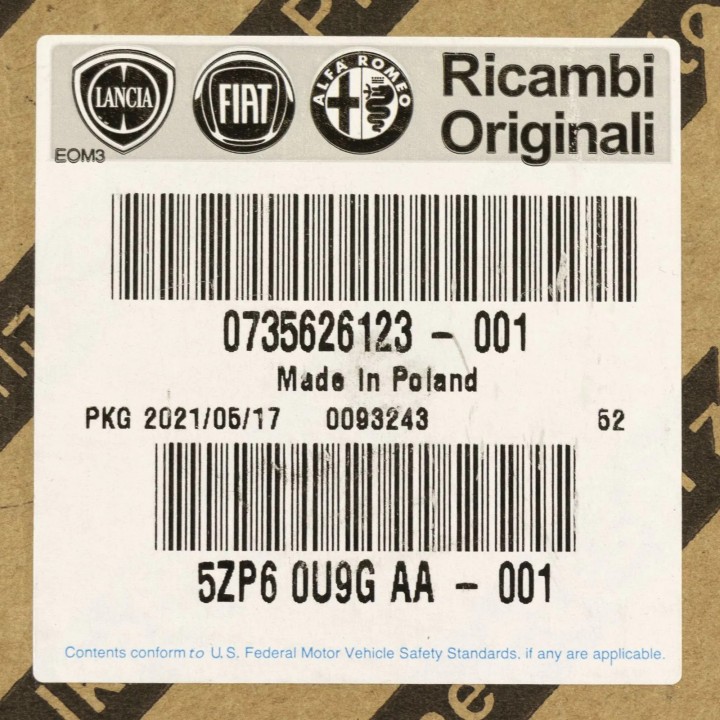 LANCIA FIAT ALFA ROMEO Ricambi
Originali
EOM3
0735626123 - 001
Made In Poland
PKG 2021/05/17 0093243 52
5ZP6 0U9G AA - 001
Contents conform to U.S. Federal Motor Vehicle Safety Standards, if any are applicable.